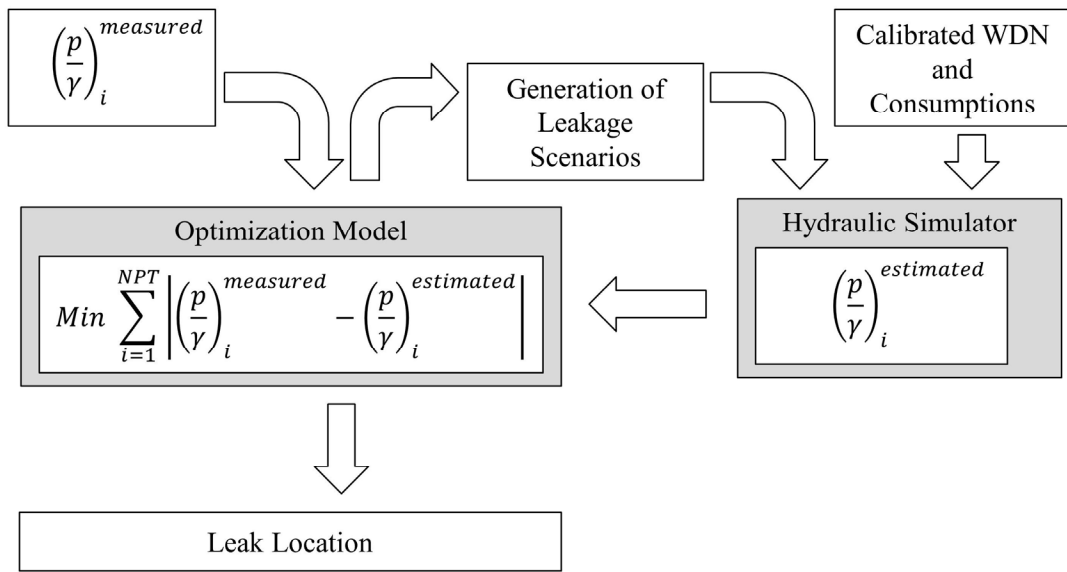 (p/γ)_i^measured
Calibrated WDN
and
Consumptions
Generation of
Leakage
Scenarios
Optimization Model
Min ∑_{i=1}^{NPT} |(p/γ)_i^measured − (p/γ)_i^estimated|
Hydraulic Simulator
(p/γ)_i^estimated
Leak Location